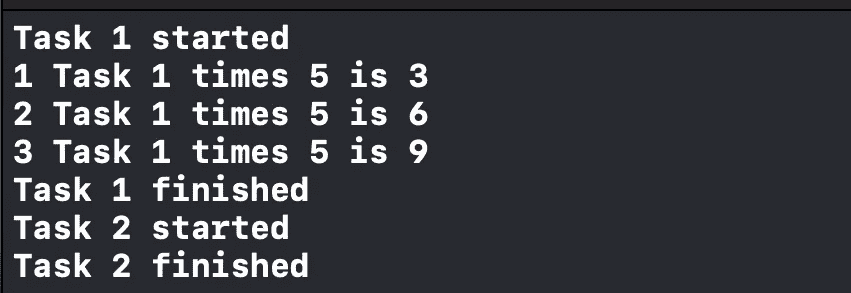 Task 1 started
1 Task 1 times 5 is 3
2 Task 1 times 5 is 6
3 Task 1 times 5 is 9
Task 1 finished
Task 2 started
Task 2 finished